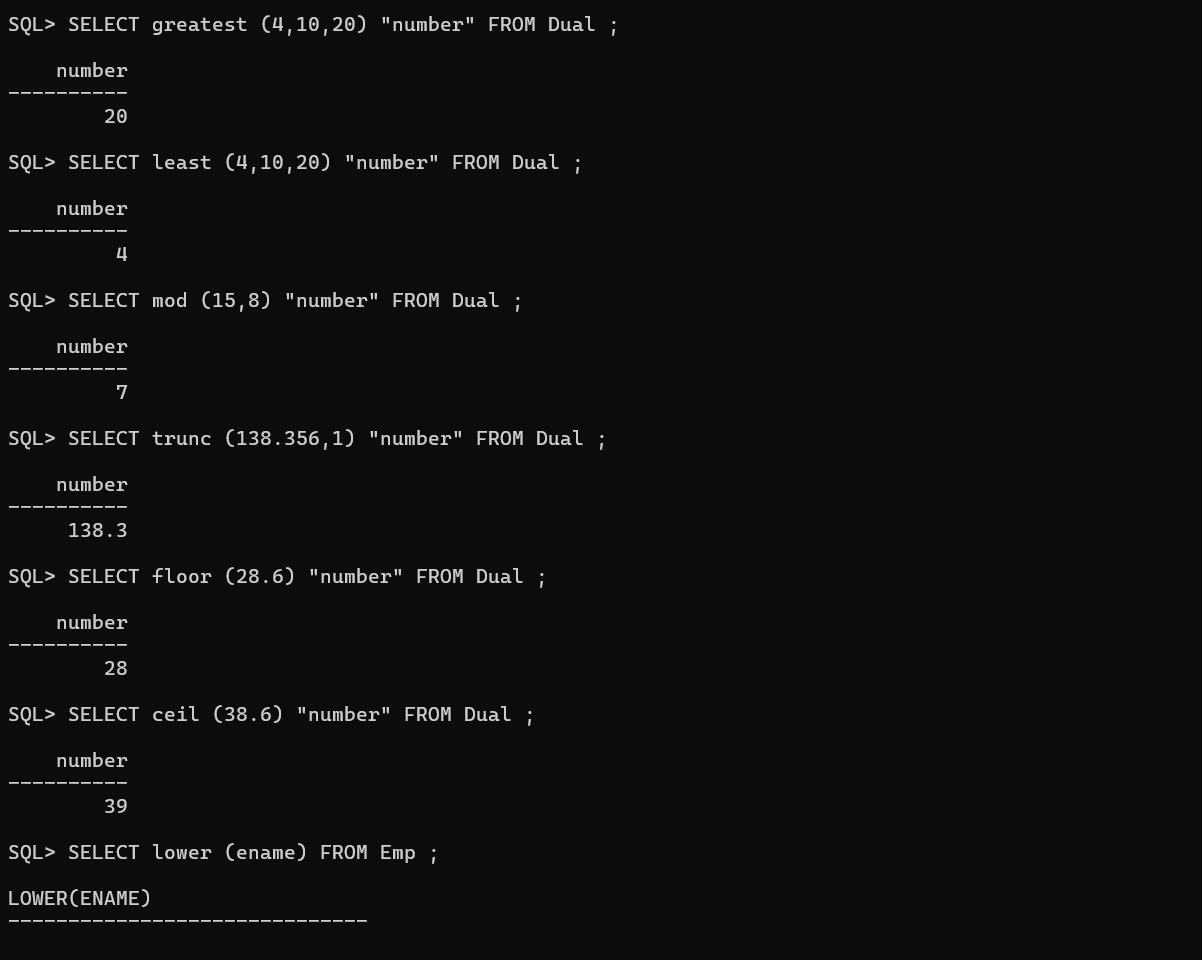 SQL> SELECT greatest (4,10,20) "number" FROM Dual ;
number
----------
20
SQL> SELECT least (4,10,20) "number" FROM Dual ;
number
----------
4
SQL> SELECT mod (15,8) "number" FROM Dual ;
number
----------
7
SQL> SELECT trunc (138.356,1) "number" FROM Dual ;
number
----------
138.3
SQL> SELECT floor (28.6) "number" FROM Dual ;
number
----------
28
SQL> SELECT ceil (38.6) "number" FROM Dual ;
number
----------
39
SQL> SELECT lower (ename) FROM Emp ;
LOWER(ENAME)
------------------------------